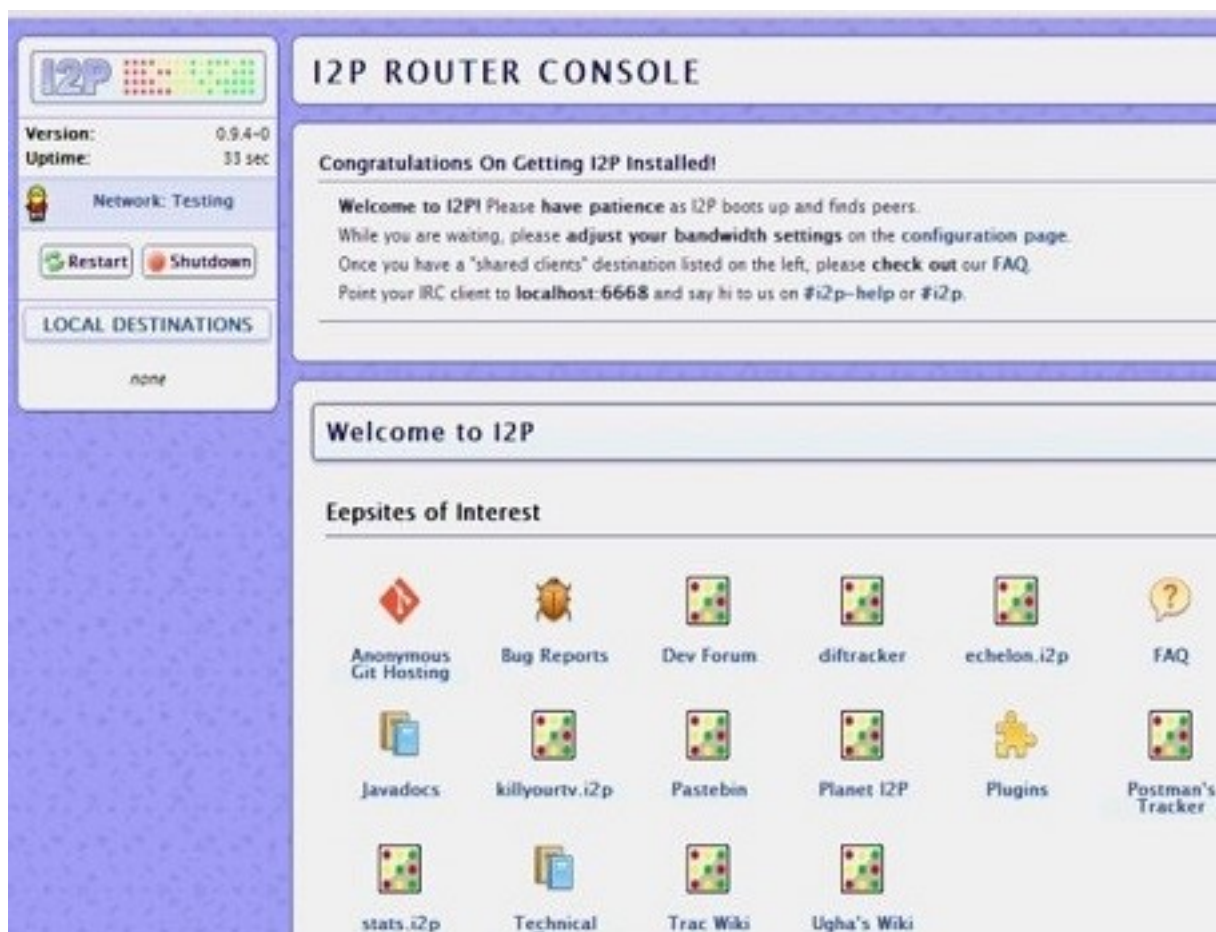 I2P
Version: 0.9.4-0
Uptime: 33 sec
Network: Testing
Restart Shutdown
LOCAL DESTINATIONS
none
I2P ROUTER CONSOLE
Congratulations On Getting I2P Installed!
Welcome to I2P! Please have patience as I2P boots up and finds peers.
While you are waiting, please adjust your bandwidth settings on the configuration page.
Once you have a "shared clients" destination listed on the left, please check out our FAQ.
Point your IRC client to localhost:6668 and say hi to us on #i2p-help or #i2p.
Welcome to I2P
Eepsites of Interest
Anonymous
Git Hosting
Bug Reports
Dev Forum
diftracker
echelon.i2p
FAQ
Javadocs
killyourtv.i2p
Pastebin
Planet I2P
Plugins
Postman's
Tracker
stats.i2p
Technical
Trac Wiki
Ugha's Wiki